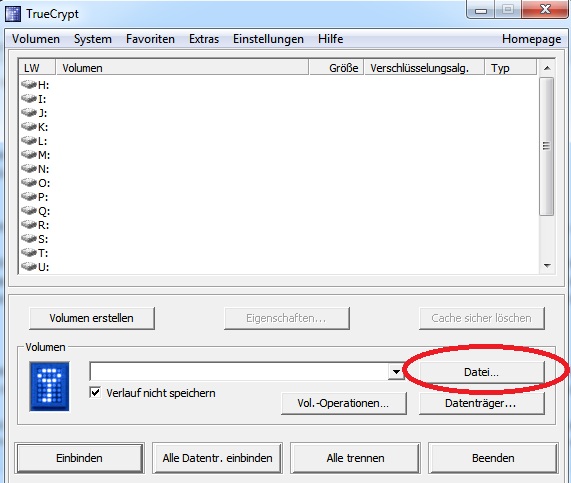 TrueCrypt
Volumen System Favoriten Extras Einstellungen Hilfe Homepage
LW Volumen Größe Verschlüsselungsalg. Typ
H:
I:
J:
K:
L:
M:
N:
O:
P:
Q:
R:
S:
T:
U:
Volumen erstellen Eigenschaften... Cache sicher löschen
Volumen
Datei...
Verlauf nicht speichern
Vol.-Operationen... Datenträger...
Einbinden Alle Datentr. einbinden Alle trennen Beenden